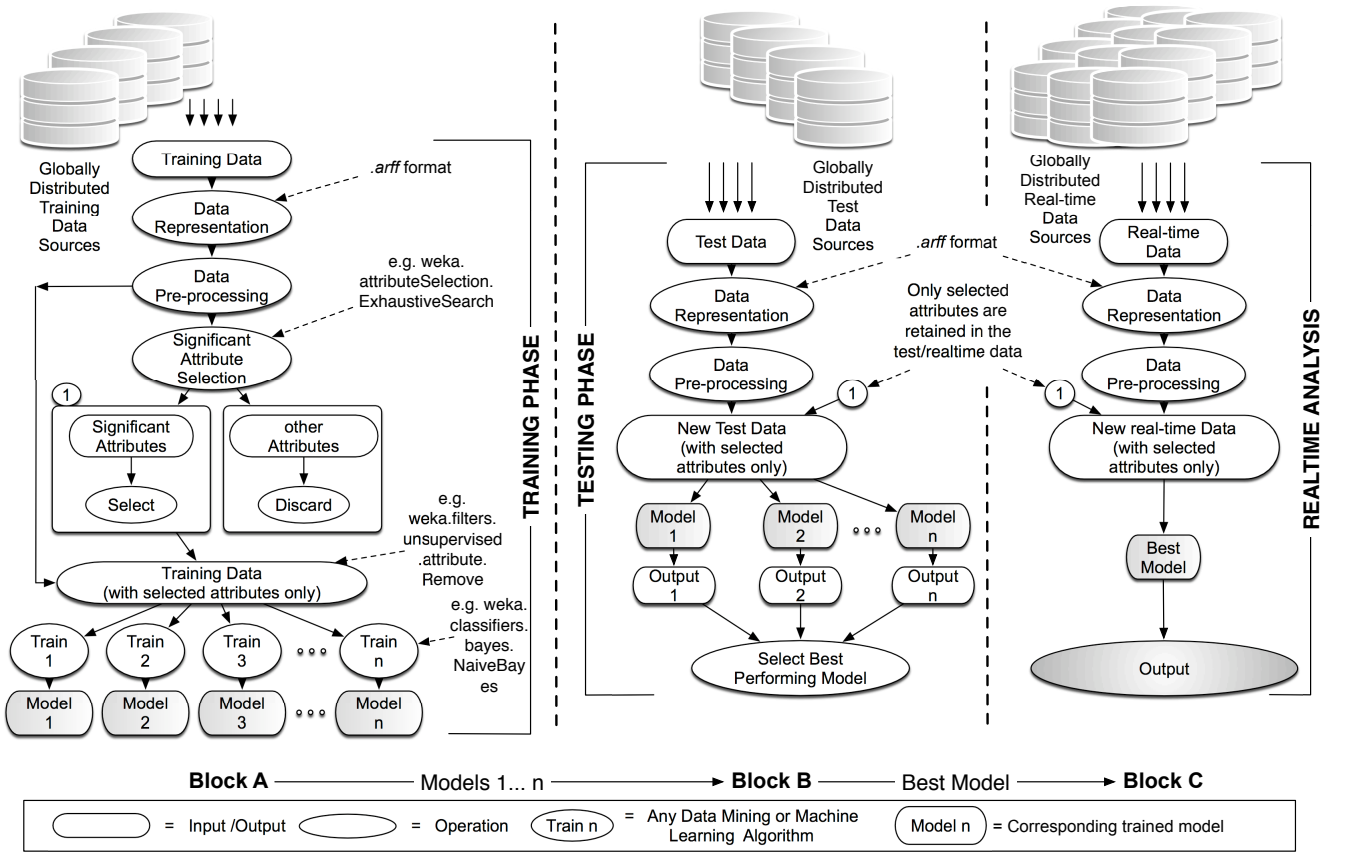 Globally
Distributed
Training
Data
Sources
Training Data
.arff format
Data
Representation
Data
Pre-processing
e.g. weka.
attributeSelection.
ExhaustiveSearch
Significant
Attribute
Selection
1
Significant
Attributes
Select
other
Attributes
Discard
e.g.
weka.filters.
unsupervised
.attribute.
Remove
Training Data
(with selected attributes only)
e.g. weka.
classifiers.
bayes.
NaiveBay
es
Train
1
Train
2
Train
3
Train
n
Model
1
Model
2
Model
3
Model
n
TRAINING PHASE
TESTING PHASE
Globally
Distributed
Test
Data
Sources
Test Data
Data
Representation
Data
Pre-processing
.arff format
Only selected
attributes are
retained in the
test/realtime data
1
New Test Data
(with selected
attributes only)
Model
1
Model
2
Model
n
Output
1
Output
2
Output
n
Select Best
Performing Model
Globally
Distributed
Real-time
Data
Sources
Real-time
Data
Data
Representation
Data
Pre-processing
1
New real-time Data
(with selected
attributes only)
Best
Model
Output
REALTIME ANALYSIS
Block A
Models 1... n
Block B
Best Model
Block C
= Input /Output
= Operation
Train n
= Any Data Mining or Machine
Learning Algorithm
Model n
= Corresponding trained model